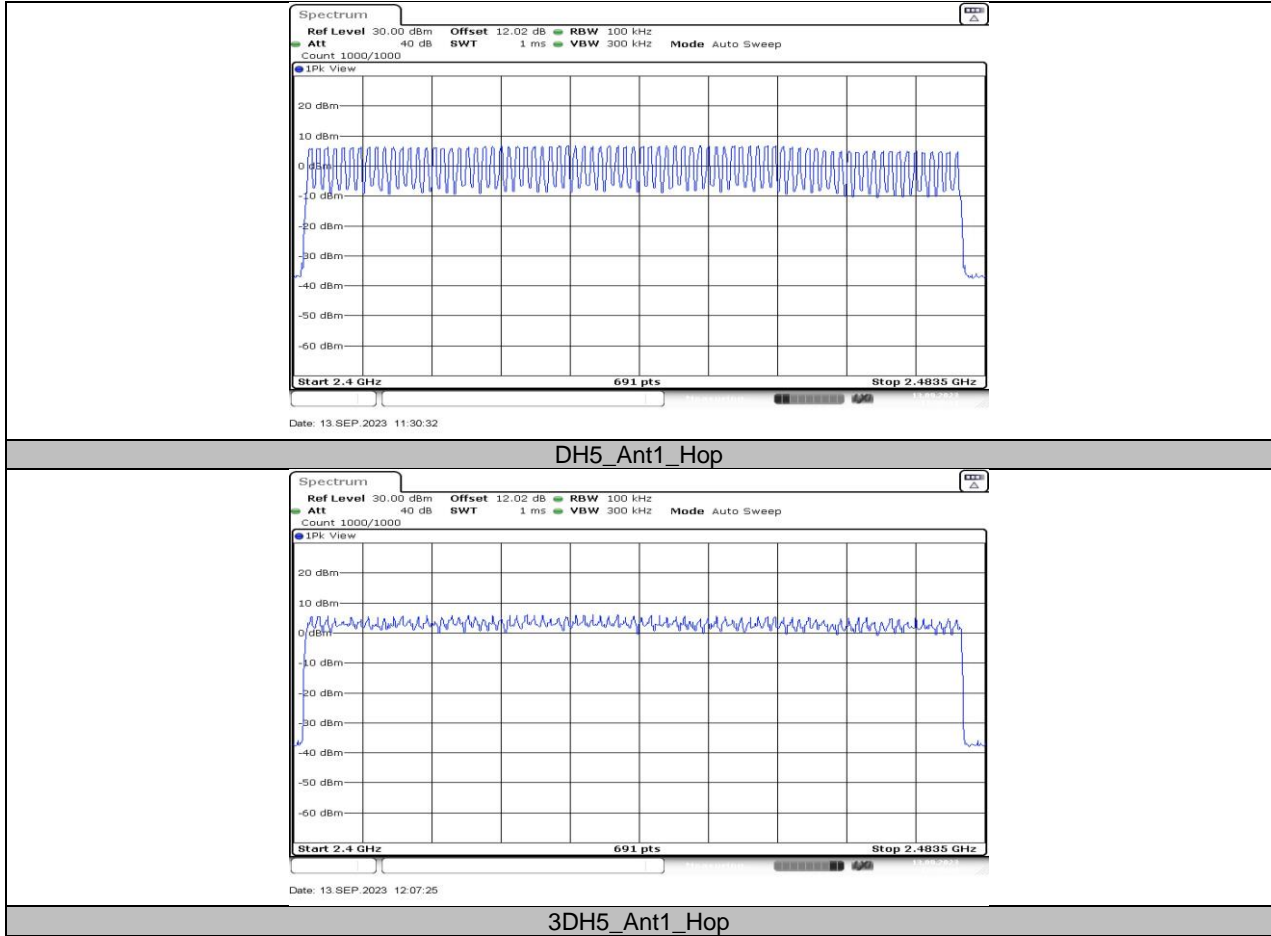 Spectrum
Ref Level 30.00 dBm Offset 12.02 dB RBW 100 kHz
Att 40 dB SWT 1 ms VBW 300 kHz Mode Auto Sweep
Count 1000/1000
1Pk View
20 dBm
10 dBm
0 dBm
-10 dBm
-20 dBm
-30 dBm
-40 dBm
-50 dBm
-60 dBm
Start 2.4 GHz 691 pts Stop 2.4835 GHz
Date: 13.SEP.2023 11:30:32
DH5_Ant1_Hop
Spectrum
Ref Level 30.00 dBm Offset 12.02 dB RBW 100 kHz
Att 40 dB SWT 1 ms VBW 300 kHz Mode Auto Sweep
Count 1000/1000
1Pk View
20 dBm
10 dBm
0 dBm
-10 dBm
-20 dBm
-30 dBm
-40 dBm
-50 dBm
-60 dBm
Start 2.4 GHz 691 pts Stop 2.4835 GHz
Date: 13.SEP.2023 12:07:25
3DH5_Ant1_Hop